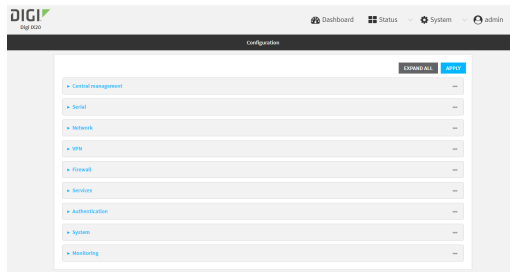 DIGI
Digi IX20
Dashboard
Status
System
admin
Configuration
EXPAND ALL
APPLY
Central management
Serial
Network
VPN
Firewall
Services
Authentication
System
Monitoring